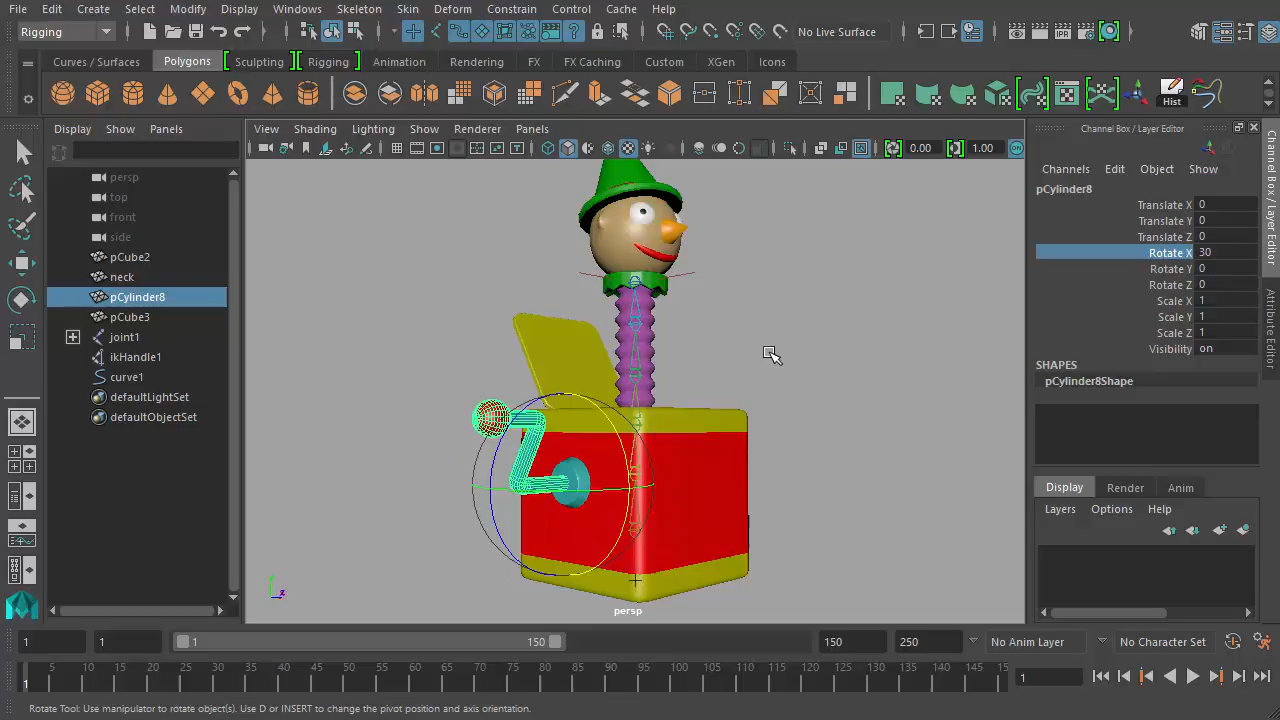 File Edit Create Select Modify Display Windows Skeleton Skin Deform Constrain Control Cache Help
Rigging
No Live Surface
Curves / Surfaces Polygons Sculpting Rigging Animation Rendering FX FX Caching Custom XGen Icons
Hist
IPR
Display Show Panels
View Shading Lighting Show Renderer Panels
0.00 1.00
persp
top
front
side
pCube2
neck
pCylinder8
pCube3
joint1
ikHandle1
curve1
defaultLightSet
defaultObjectSet
persp
Channel Box / Layer Editor
Channels Edit Object Show
pCylinder8
Translate X 0
Translate Y 0
Translate Z 0
Rotate X 30
Rotate Y 0
Rotate Z 0
Scale X 1
Scale Y 1
Scale Z 1
Visibility on
SHAPES
pCylinder8Shape
Display Render Anim
Layers Options Help
Channel Box / Layer Editor
Attribute Editor
1 1 1 150 150 250 No Anim Layer No Character Set
5 10 15 20 25 30 35 40 45 50 55 60 65 70 75 80 85 90 95 100 105 110 115 120 125 130 135 140 145 15
1
1
Rotate Tool: Use manipulator to rotate object(s). Use D or INSERT to change the pivot position and axis orientation.